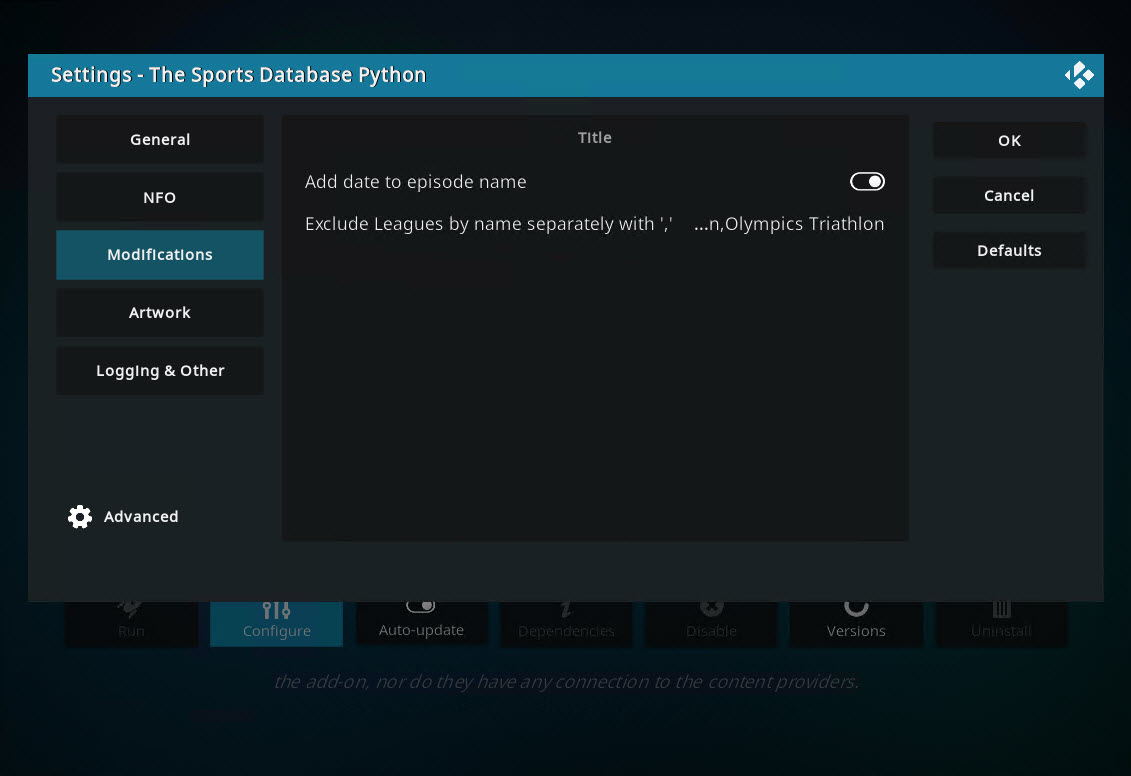 Settings - The Sports Database Python
General
NFO
Modifications
Artwork
Logging & Other
Advanced
Title
Add date to episode name
Exclude Leagues by name separately with ',' ...n,Olympics Triathlon
OK
Cancel
Defaults
Run
Configure
Auto-update
Dependencies
Disable
Versions
Uninstall
the add-on, nor do they have any connection to the content providers.